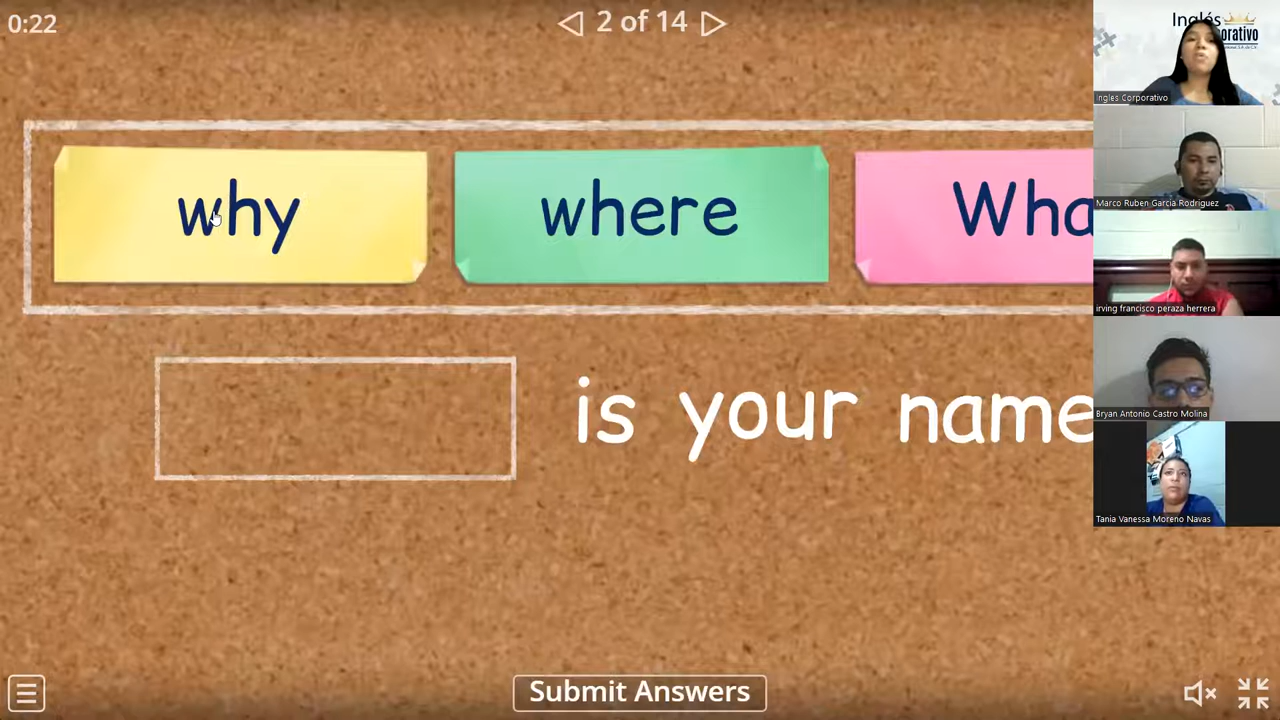 0:22
2 of 14
why
where
Wha
is your name
Submit Answers
Inglés
orativo
Ingles Corporativo
Marco Ruben Garcia Rodriguez
irving francisco peraza herrera
Bryan Antonio Castro Molina
Tania Vanessa Moreno Navas